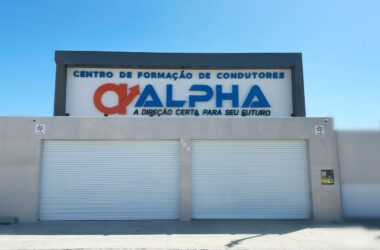 CENTRO DE FORMAÇÃO DE CONDUTORES
ALPHA
A DIREÇÃO CERTA PARA SEU FUTURO